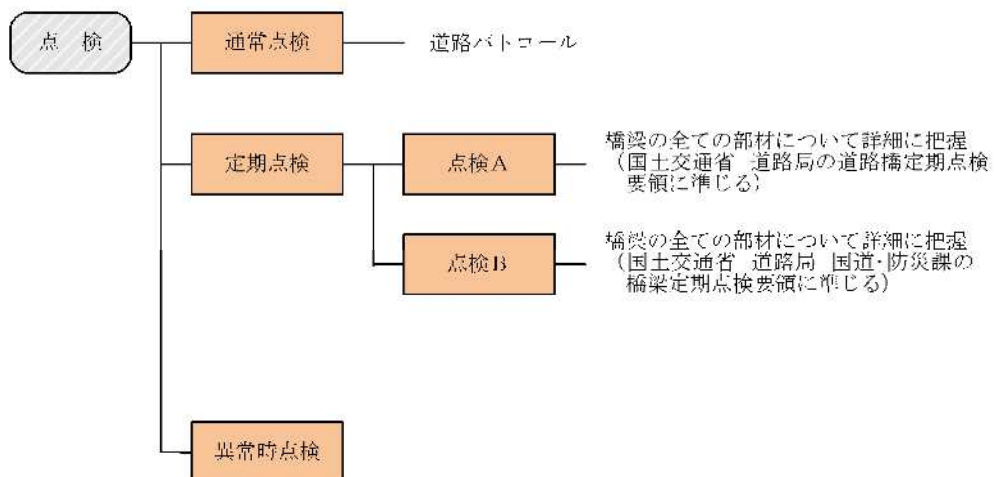 点　検
通常点検
道路パトロール
定期点検
点検A
橋梁の全ての部材について詳細に把握
（国土交通省　道路局の道路橋定期点検
要領に準じる）
点検B
橋梁の全ての部材について詳細に把握
（国土交通省　道路局　国道・防災課の
橋梁定期点検要領に準じる）
異常時点検